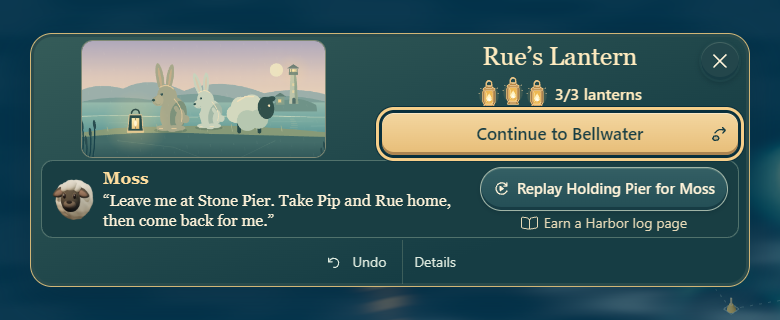 Rue’s Lantern
3/3 lanterns
Continue to Bellwater
Moss
“Leave me at Stone Pier. Take Pip and Rue home,
then come back for me.”
Replay Holding Pier for Moss
Earn a Harbor log page
Undo
Details